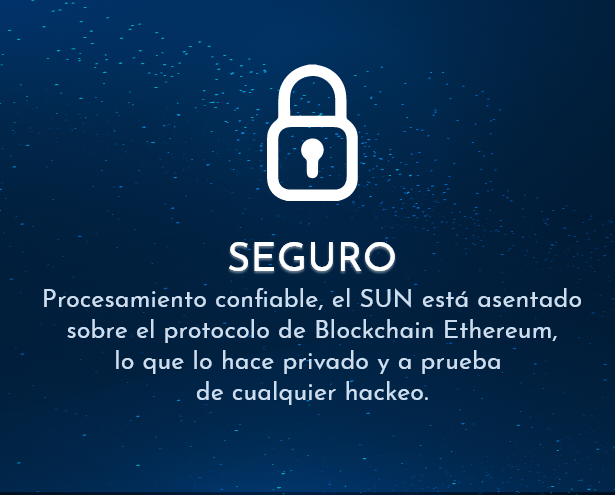 SEGURO
Procesamiento confiable, el SUN está asentado
sobre el protocolo de Blockchain Ethereum,
lo que lo hace privado y a prueba
de cualquier hackeo.